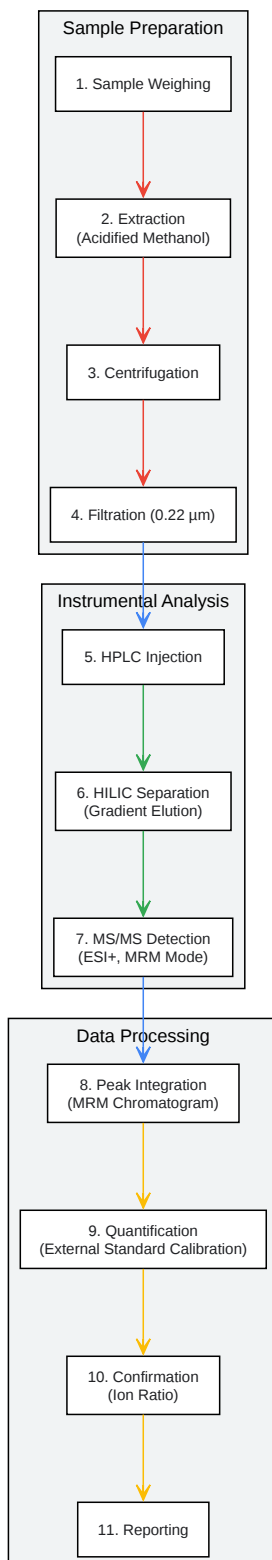 Sample Preparation
1. Sample Weighing
2. Extraction
(Acidified Methanol)
3. Centrifugation
4. Filtration (0.22 µm)
Instrumental Analysis
5. HPLC Injection
6. HILIC Separation
(Gradient Elution)
7. MS/MS Detection
(ESI+, MRM Mode)
Data Processing
8. Peak Integration
(MRM Chromatogram)
9. Quantification
(External Standard Calibration)
10. Confirmation
(Ion Ratio)
11. Reporting